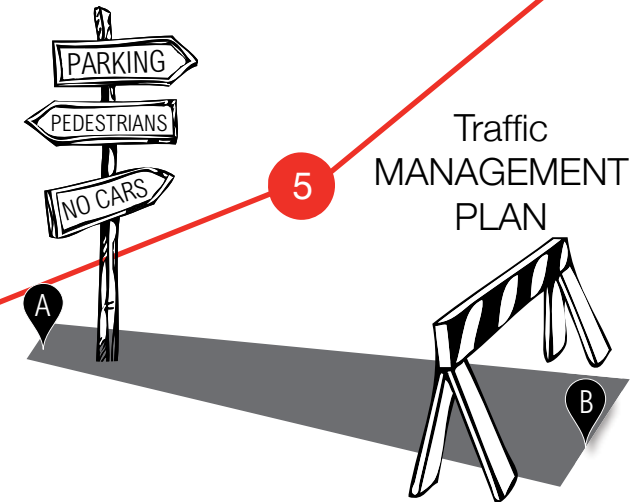 PARKING
PEDESTRIANS
NO CARS
5
Traffic
MANAGEMENT
PLAN
A
B